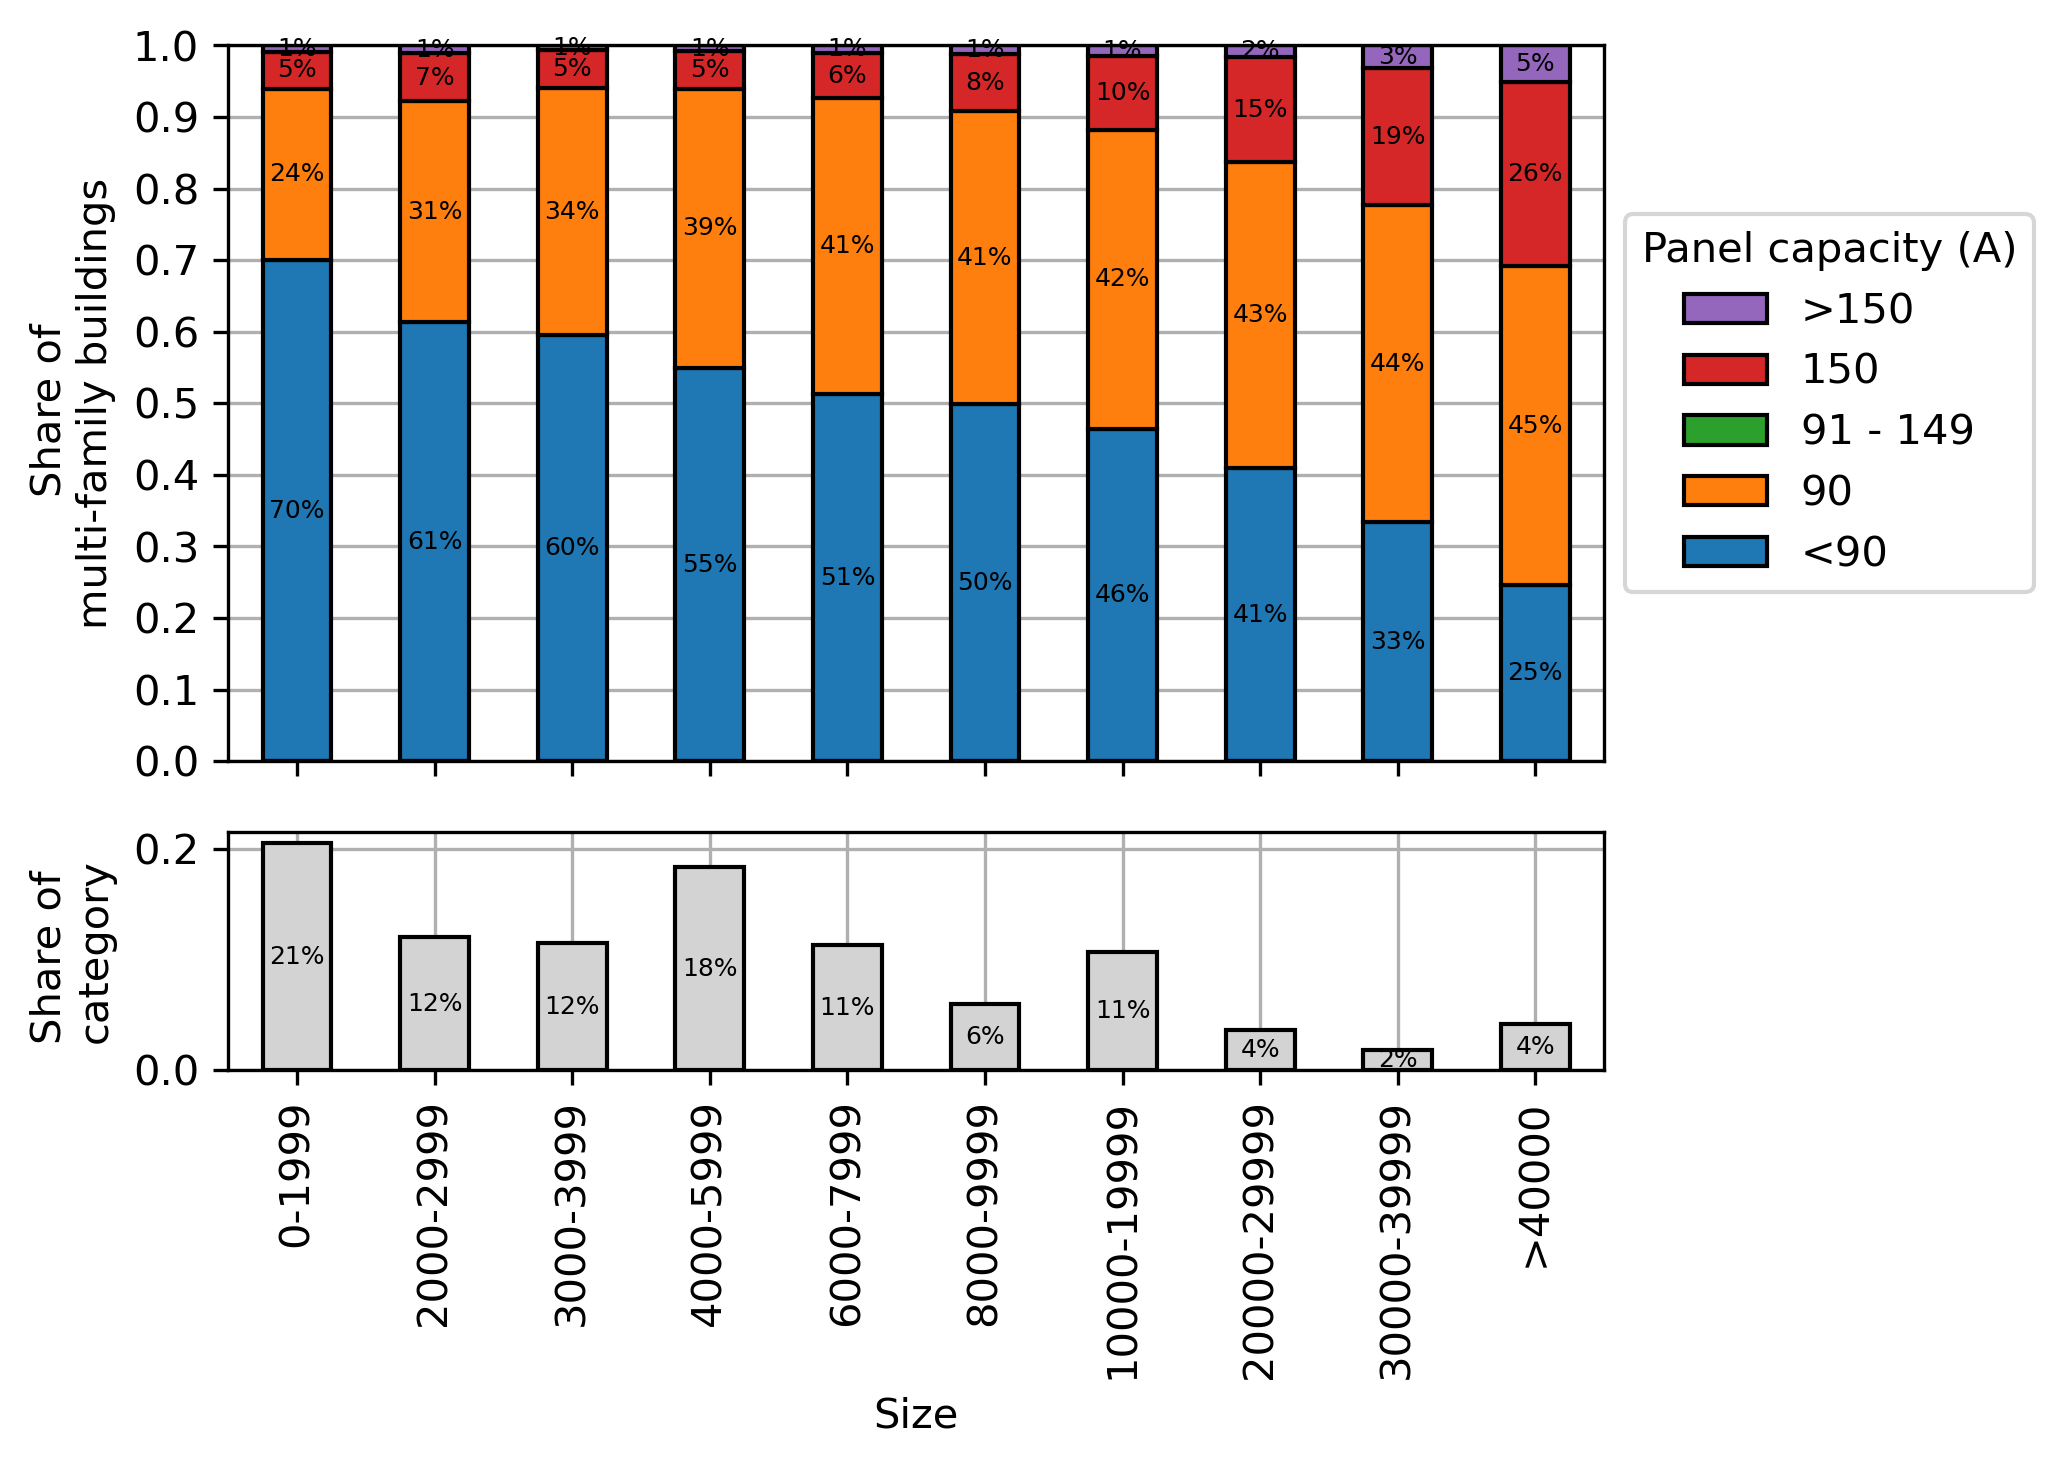 1.0
0.9
0.8
0.7
0.6
0.5
0.4
0.3
0.2
0.1
0.0
Share of
multi-family buildings
1% 1% 1% 1% 1% 1% 1% 2% 3% 5%
5% 7% 5% 5% 6% 8% 10% 15% 19% 26%
24% 31% 34% 39% 41% 41% 42% 43% 44% 45%
70% 61% 60% 55% 51% 50% 46% 41% 33% 25%
Panel capacity (A)
>150
150
91 - 149
90
<90
0.2
0.0
Share of
category
21% 12% 12% 18% 11% 6% 11% 4% 2% 4%
0-1999
2000-2999
3000-3999
4000-5999
6000-7999
8000-9999
10000-19999
20000-29999
30000-39999
>40000
Size